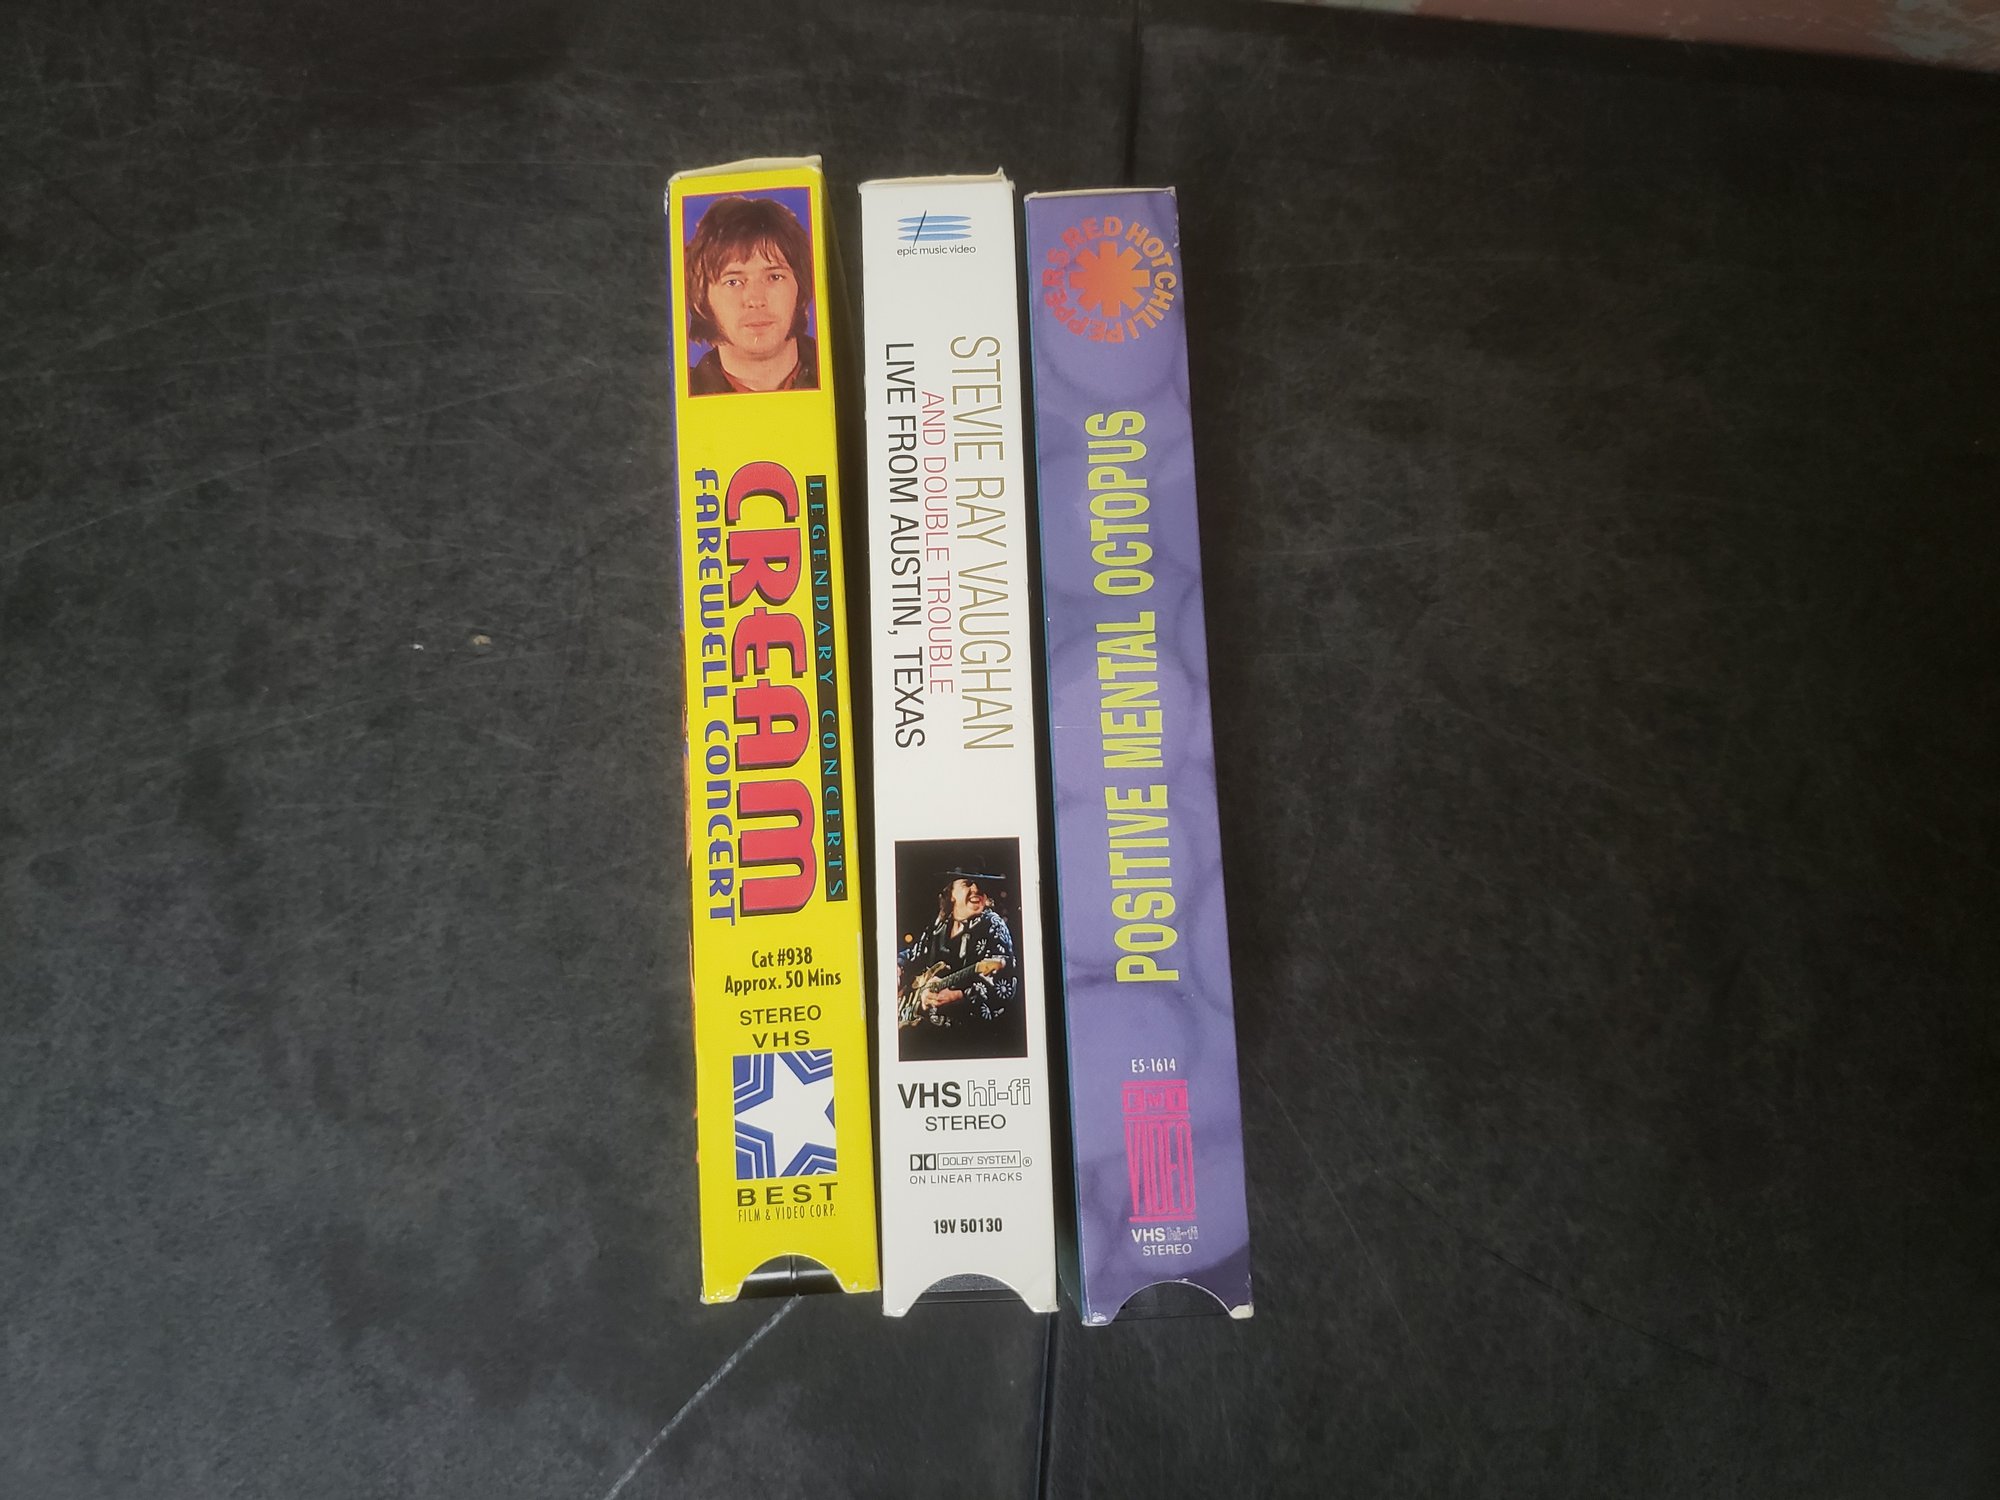 LEGENDARY CONCERTS
CREAM
FAREWELL CONCERT
Cat #938
Approx. 50 Mins
STEREO
VHS
BEST
FILM & VIDEO CORP.
epic music video
STEVIE RAY VAUGHAN
AND DOUBLE TROUBLE
LIVE FROM AUSTIN, TEXAS
VHS hi-fi
STEREO
DOLBY SYSTEM ®
ON LINEAR TRACKS
19V 50130
RED HOT CHILI PEPPERS
POSITIVE MENTAL OCTOPUS
E5-1614
EMI
VIDEO
VHS hi-fi
STEREO